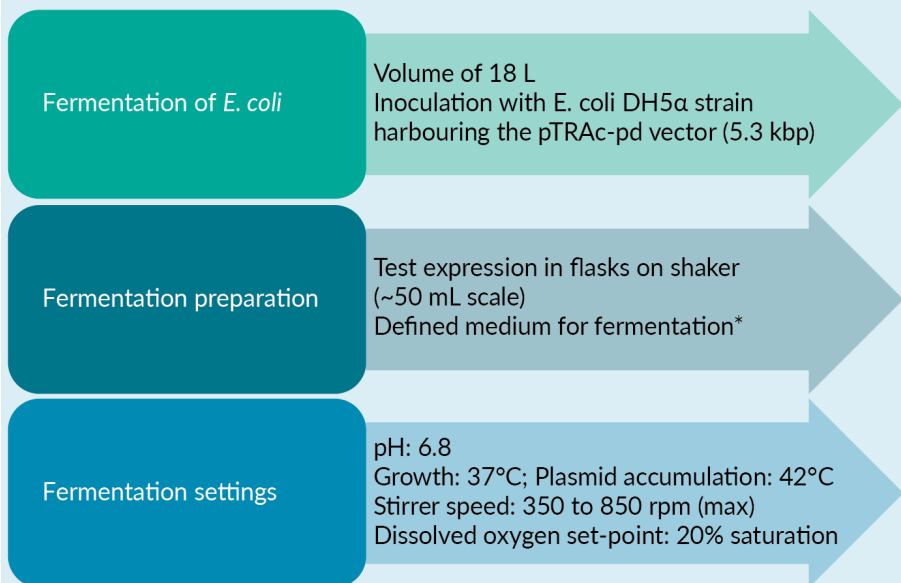 Fermentation of E. coli
Volume of 18 L
Inoculation with E. coli DH5α strain
harbouring the pTRAc-pd vector (5.3 kbp)
Fermentation preparation
Test expression in flasks on shaker
(~50 mL scale)
Defined medium for fermentation*
Fermentation settings
pH: 6.8
Growth: 37°C; Plasmid accumulation: 42°C
Stirrer speed: 350 to 850 rpm (max)
Dissolved oxygen set-point: 20% saturation